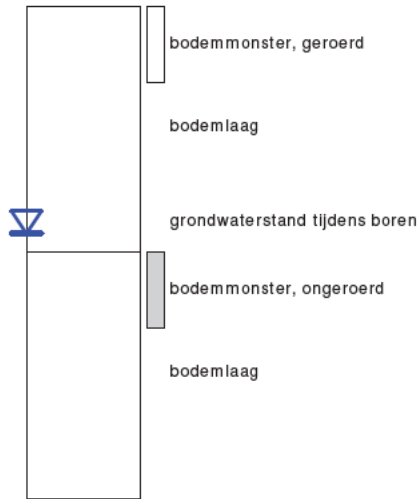 bodemmonster, geroerd
bodemlaag
grondwaterstand tijdens boren
bodemmonster, ongeroerd
bodemlaag